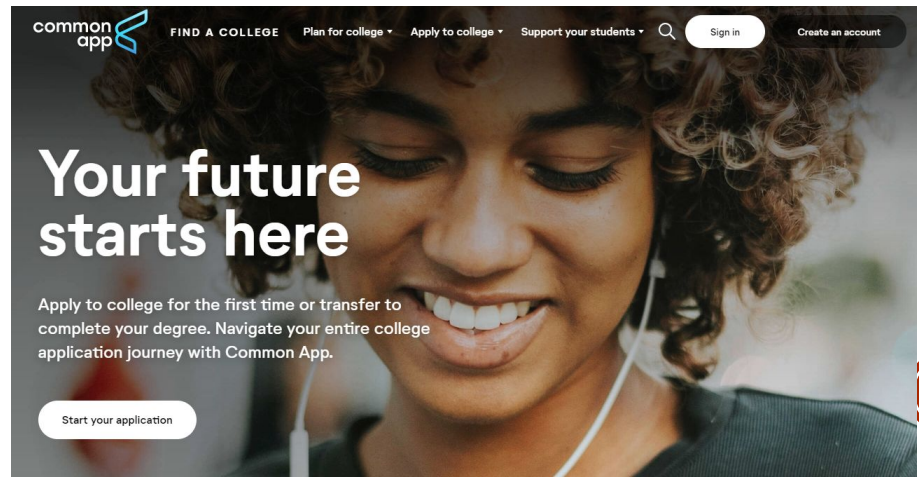 common
app
FIND A COLLEGE
Plan for college
Apply to college
Support your students
Sign in
Create an account
Your future
starts here
Apply to college for the first time or transfer to
complete your degree. Navigate your entire college
application journey with Common App.
Start your application